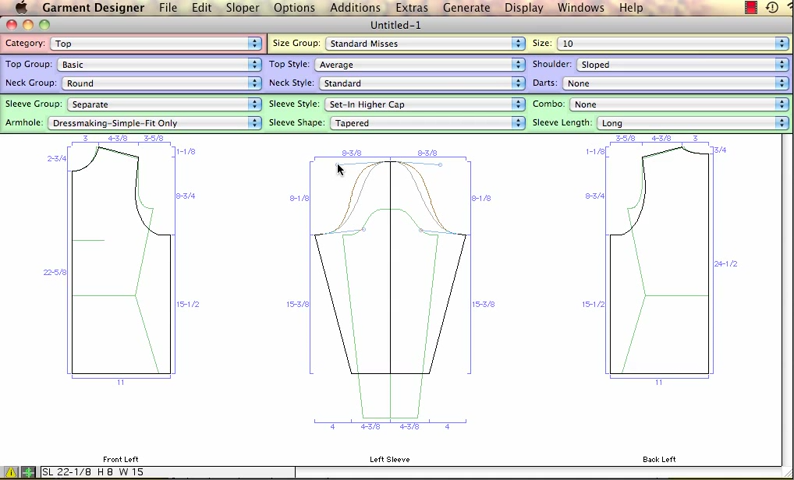 Garment Designer File Edit Sloper Options Additions Extras Generate Display Windows Help
Untitled-1
Category: Top Size Group: Standard Misses Size: 10
Top Group: Basic Top Style: Average Shoulder: Sloped
Neck Group: Round Neck Style: Standard Darts: None
Sleeve Group: Separate Sleeve Style: Set-In Higher Cap Combo: None
Armhole: Dressmaking-Simple-Fit Only Sleeve Shape: Tapered Sleeve Length: Long
3 4-3/8 3-5/8 3-5/8 4-3/8 3
2-3/4 1-1/8 9-3/8 9-3/8 1-1/8 3/4
9-3/4 8-1/8 8-1/8 9-3/4
22-5/8 24-1/2
15-1/2 15-3/8 15-3/8 15-1/2
11 11
4 4-3/8 4-3/8 4
Front Left Left Sleeve Back Left
SL 22-1/8 H 8 W 15